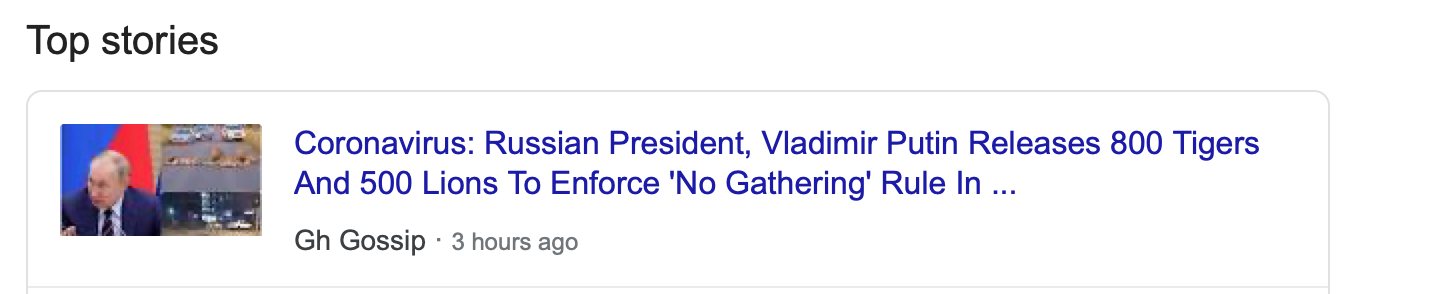 Top stories
Coronavirus: Russian President, Vladimir Putin Releases 800 Tigers
And 500 Lions To Enforce 'No Gathering' Rule In ...
Gh Gossip · 3 hours ago